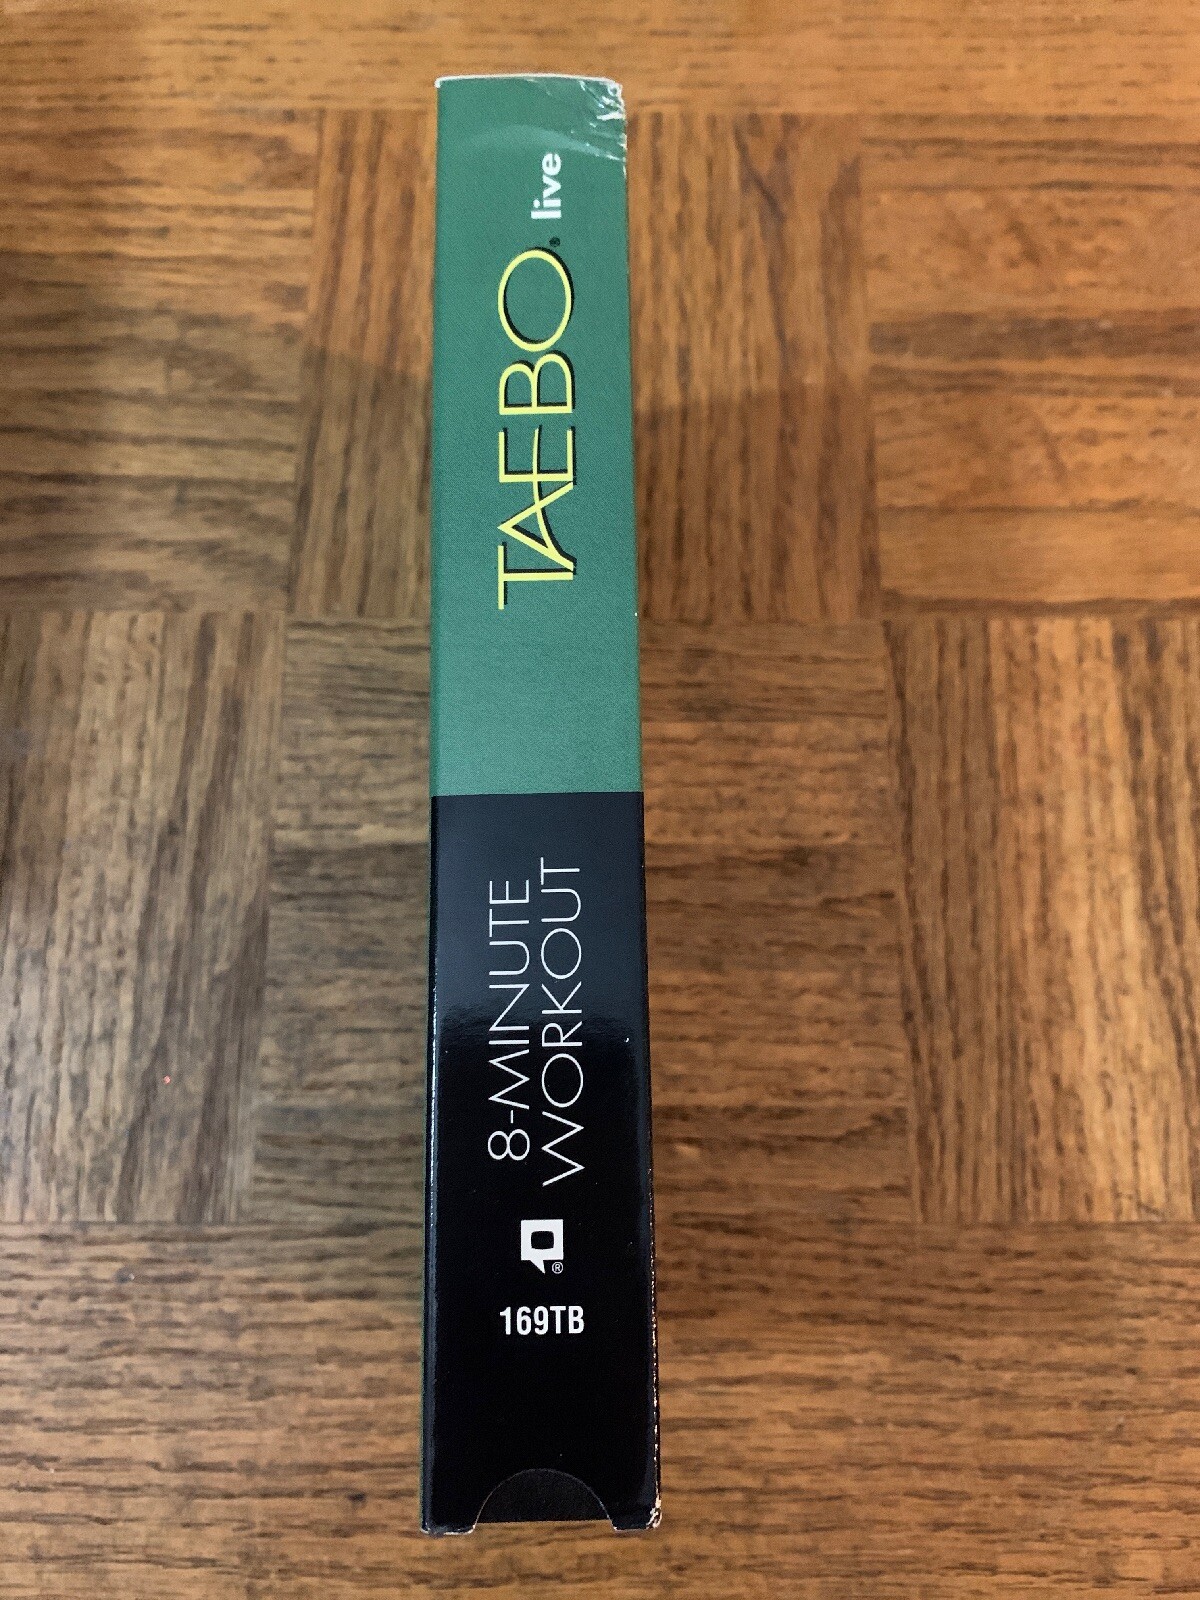 TAEBO® live
8-MINUTE
WORKOUT
®
169TB